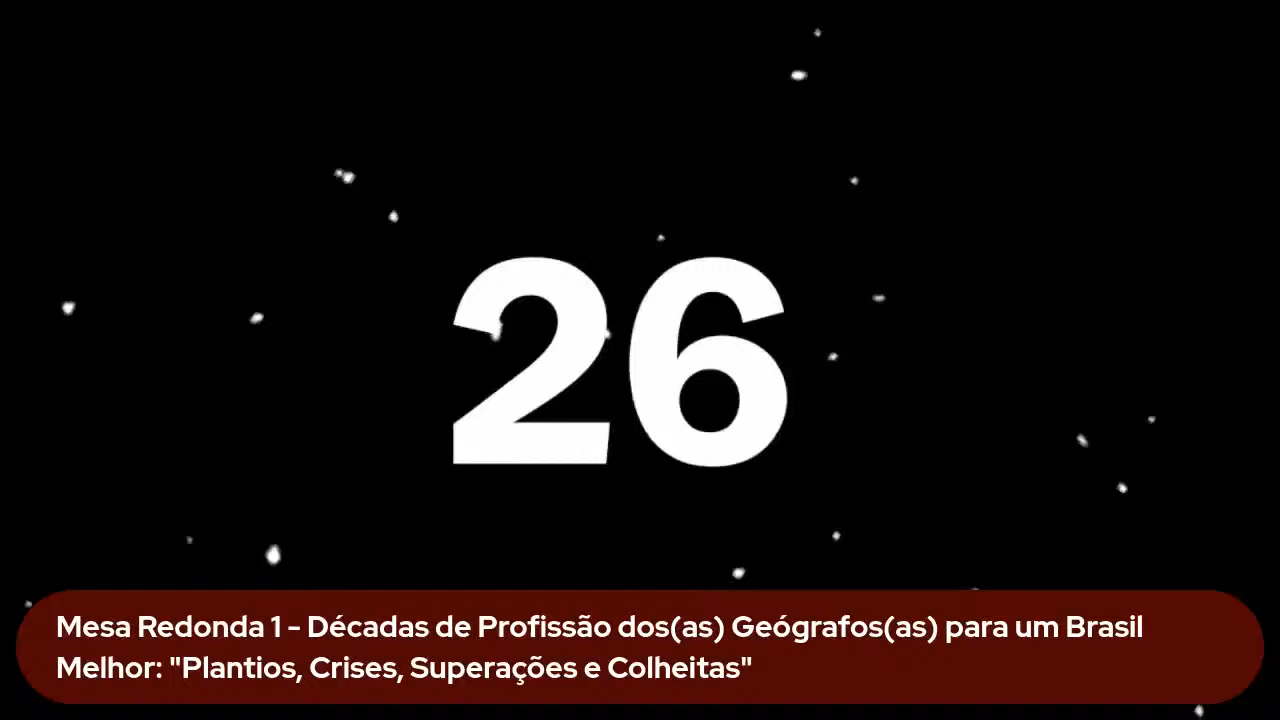 26
Mesa Redonda 1 - Décadas de Profissão dos(as) Geógrafos(as) para um Brasil
Melhor: "Plantios, Crises, Superações e Colheitas"